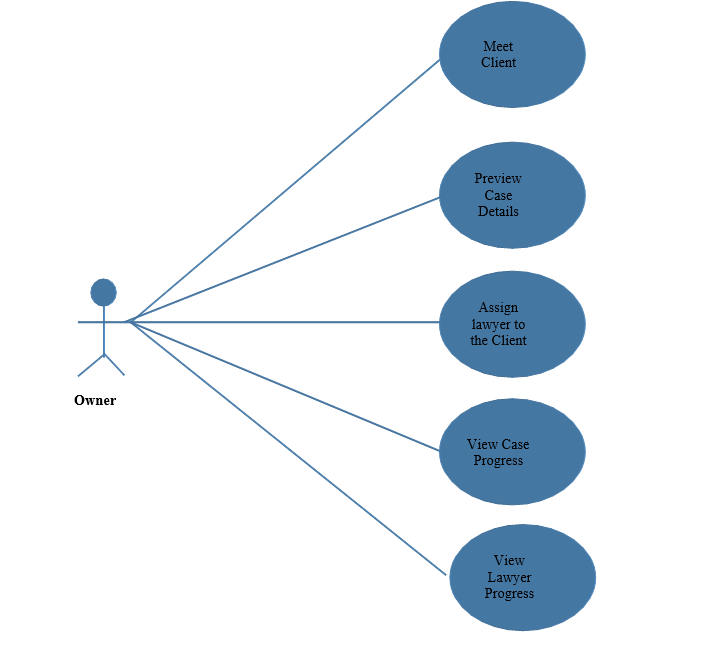 Meet
Client
Preview
Case
Details
Assign
lawyer to
the Client
Owner
View Case
Progress
View
Lawyer
Progress